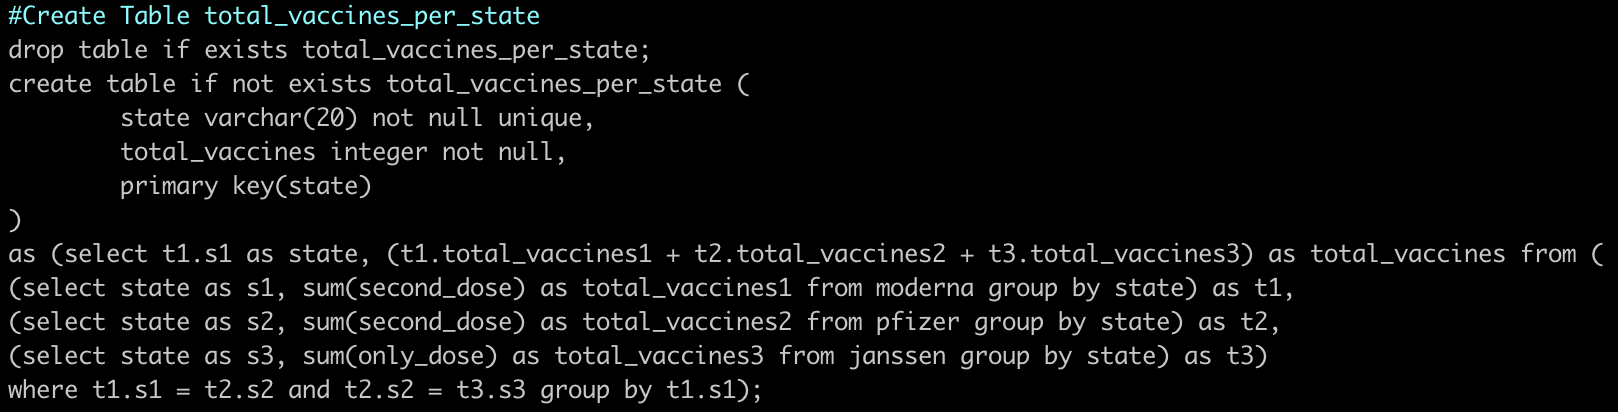 #Create Table total_vaccines_per_state
drop table if exists total_vaccines_per_state;
create table if not exists total_vaccines_per_state (
        state varchar(20) not null unique,
        total_vaccines integer not null,
        primary key(state)
)
as (select t1.s1 as state, (t1.total_vaccines1 + t2.total_vaccines2 + t3.total_vaccines3) as total_vaccines from (
(select state as s1, sum(second_dose) as total_vaccines1 from moderna group by state) as t1,
(select state as s2, sum(second_dose) as total_vaccines2 from pfizer group by state) as t2,
(select state as s3, sum(only_dose) as total_vaccines3 from janssen group by state) as t3)
where t1.s1 = t2.s2 and t2.s2 = t3.s3 group by t1.s1);